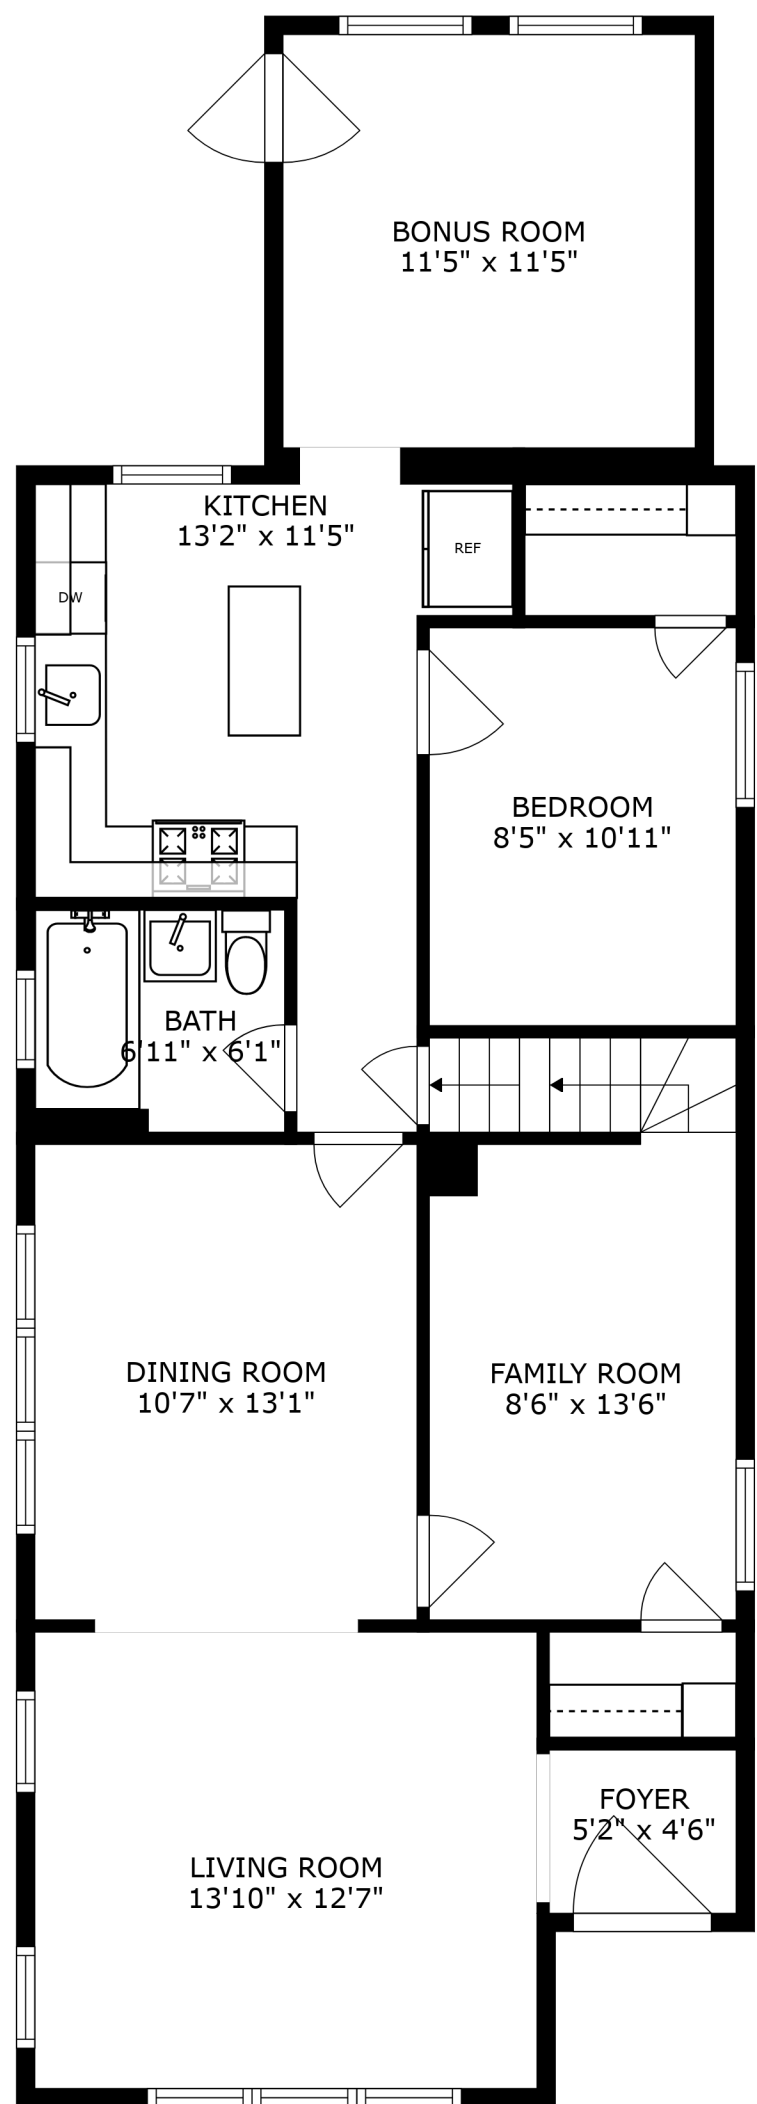 BONUS ROOM
11'5" x 11'5"
KITCHEN
13'2" x 11'5"
REF
DW
BEDROOM
8'5" x 10'11"
BATH
6'11" x 6'1"
DINING ROOM
10'7" x 13'1"
FAMILY ROOM
8'6" x 13'6"
FOYER
5'2" x 4'6"
LIVING ROOM
13'10" x 12'7"